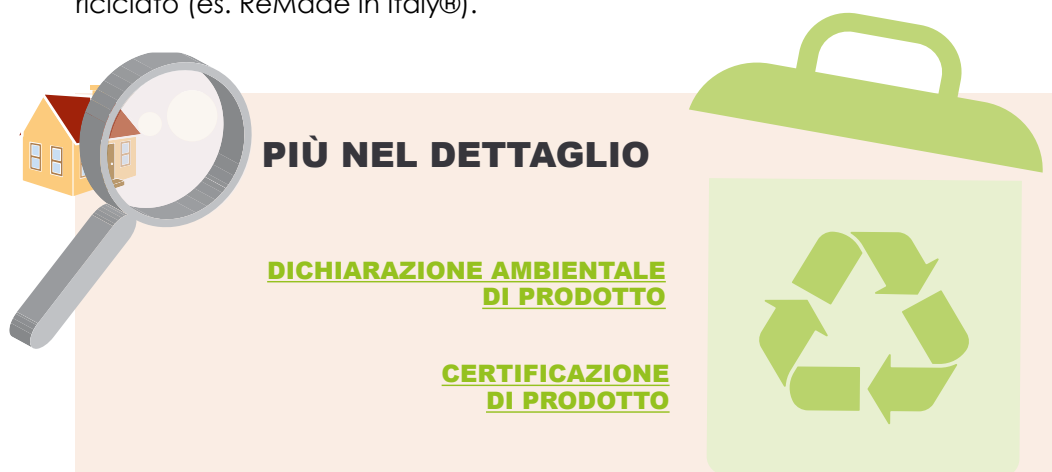 riciclato (es. ReMade in Italy®).
PIÙ NEL DETTAGLIO
DICHIARAZIONE AMBIENTALE
DI PRODOTTO
CERTIFICAZIONE
DI PRODOTTO